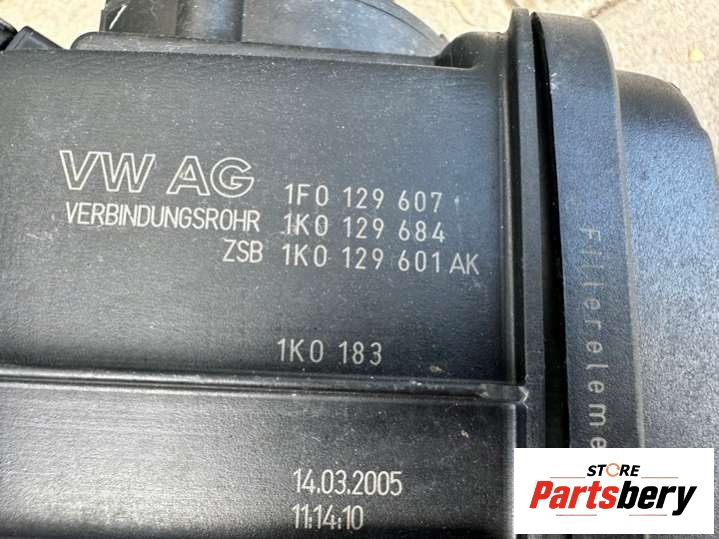 VW AG 1F0 129 607
VERBINDUNGSROHR 1K0 129 684
ZSB 1K0 129 601 AK
1K0 183
14.03.2005
11:14:10
Filtereleme
STORE
Partsbery